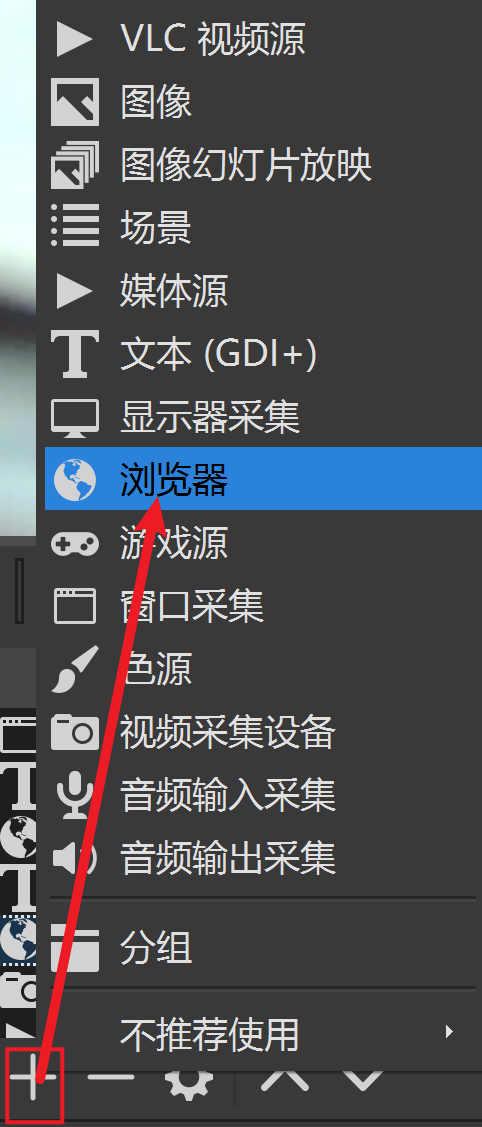 VLC 视频源
图像
图像幻灯片放映
场景
媒体源
文本 (GDI+)
显示器采集
浏览器
游戏源
窗口采集
色源
视频采集设备
音频输入采集
音频输出采集
分组
不推荐使用